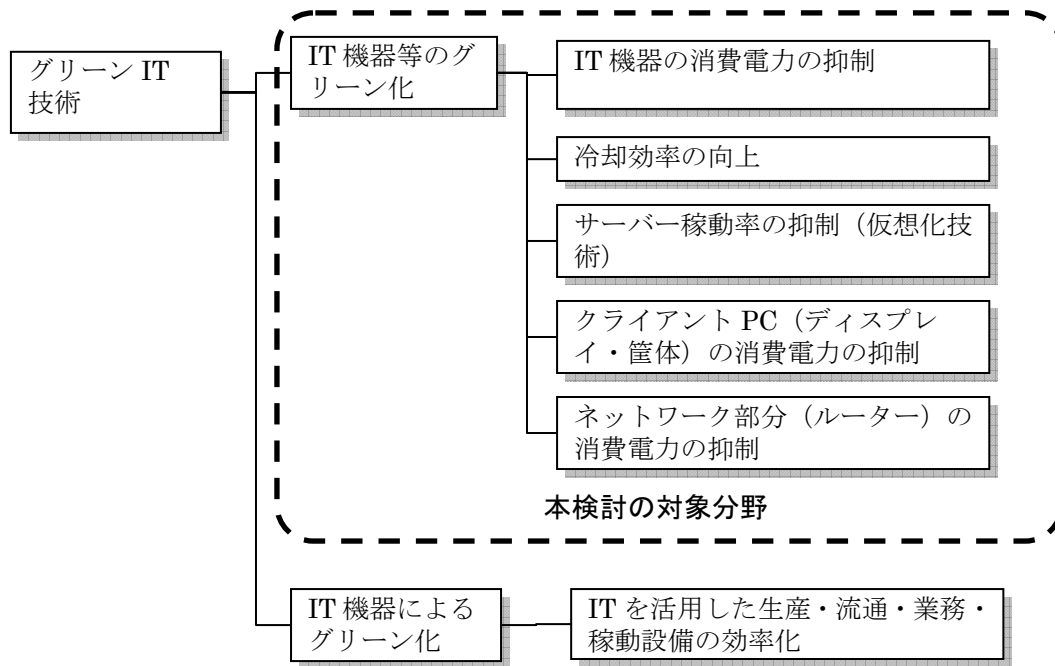 グリーン IT
技術
IT 機器等のグ
リーン化
IT 機器の消費電力の抑制
冷却効率の向上
サーバー稼動率の抑制（仮想化技
術）
クライアント PC（ディスプレ
イ・筐体）の消費電力の抑制
ネットワーク部分（ルーター）の
消費電力の抑制
本検討の対象分野
IT 機器による
グリーン化
IT を活用した生産・流通・業務・
稼動設備の効率化